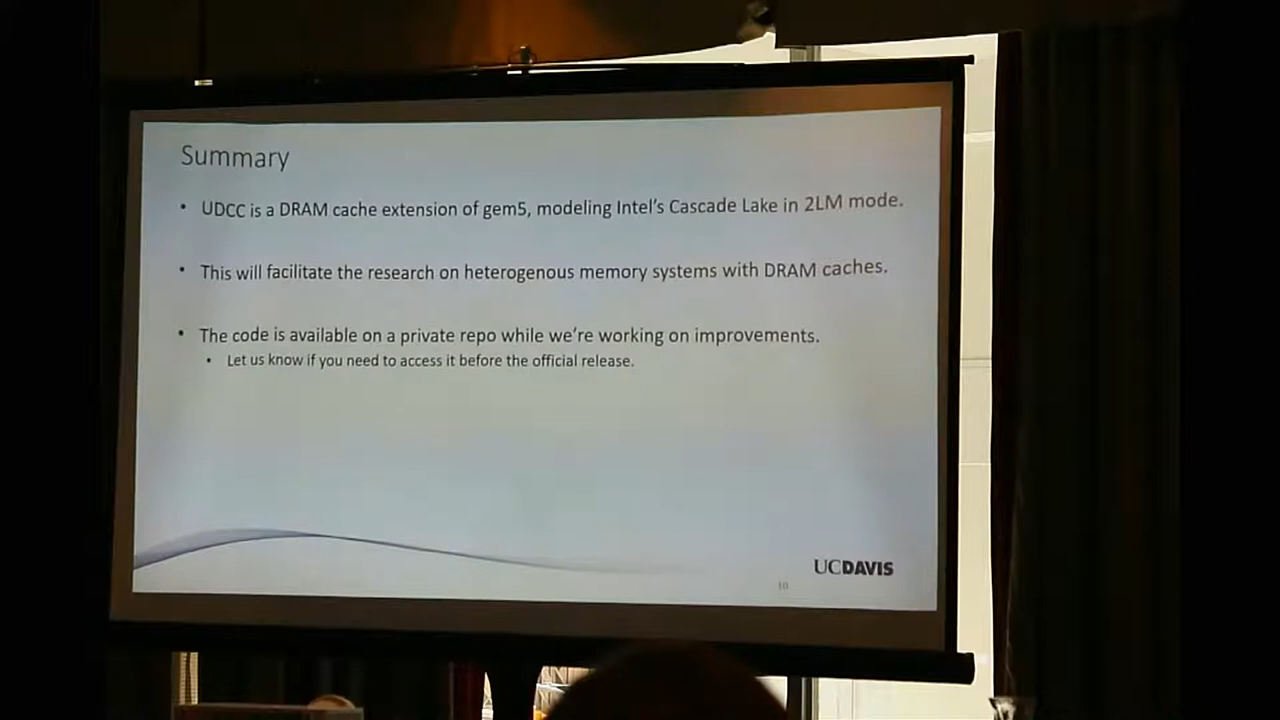 Summary
• UDCC is a DRAM cache extension of gem5, modeling Intel's Cascade Lake in 2LM mode.
• This will facilitate the research on heterogenous memory systems with DRAM caches.
• The code is available on a private repo while we're working on improvements.
• Let us know if you need to access it before the official release.
UCDAVIS
10